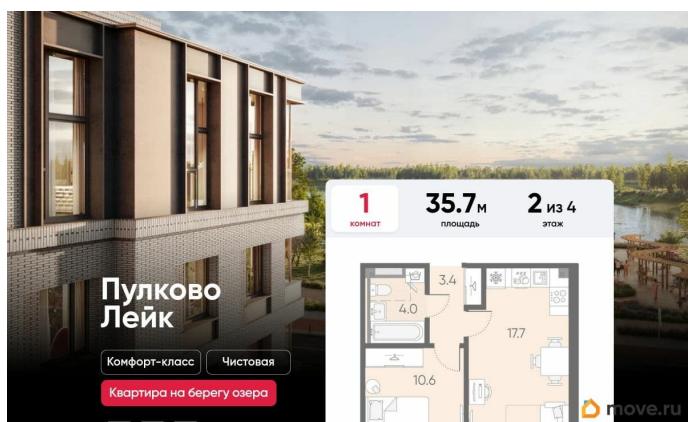 1
комнат
35.7м
площадь
2 из 4
этаж
Пулково
Лейк
Комфорт-класс
Чистовая
Квартира на берегу озера
3.4
4.0
17.7
10.6
move.ru